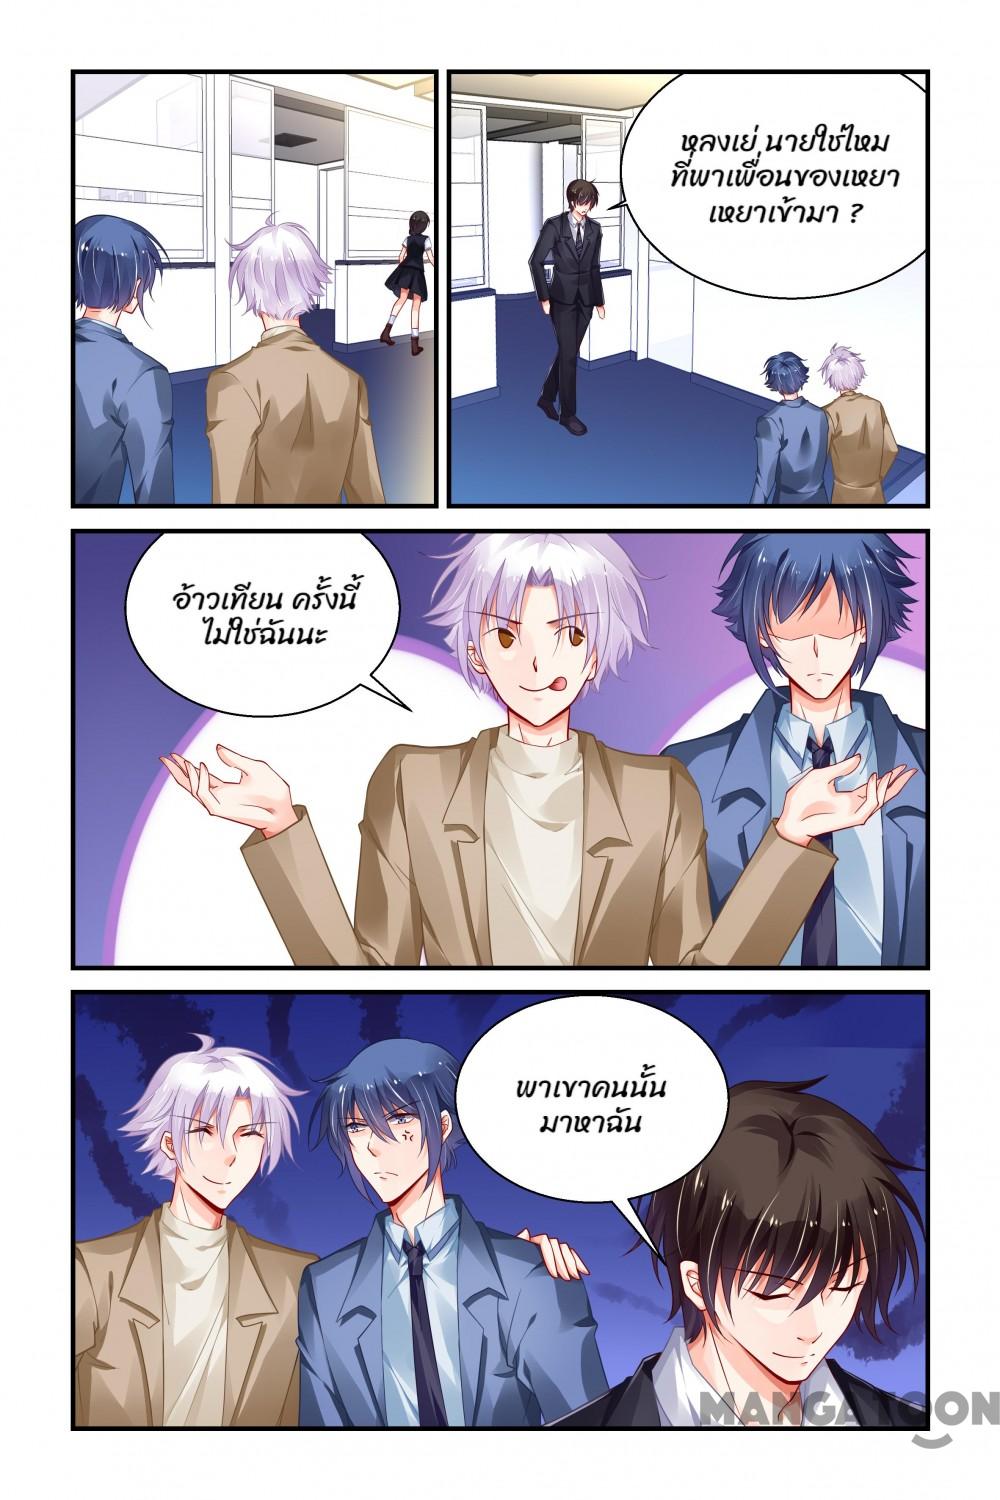 หลงเย่ นายใช่ไหม
ที่พาเพื่อนของเหยา
เหยาเข้ามา ?
อ้าวเทียน ครั้งนี้
ไม่ใช่ฉันนะ
พาเขาคนนั้น
มาหาฉัน
MANGATOON